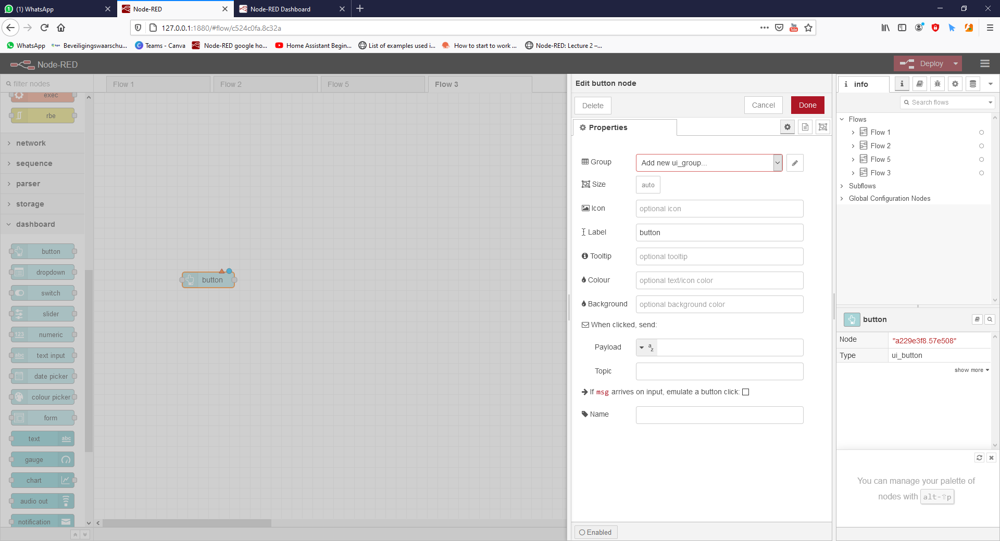 (1) WhatsApp
Node-RED
Node-RED Dashboard
127.0.0.1:1880/#flow/c524c0fa.8c32a
WhatsApp
Beveiligingswaarschu...
Teams - Canva
Node-RED google ho...
Home Assistant Begin...
List of examples used i...
How to start to work ...
Node-RED: Lecture 2 –...
Node-RED
Deploy
filter nodes
exec
rbe
network
sequence
parser
storage
dashboard
button
dropdown
switch
slider
123 numeric
abc text input
date picker
colour picker
form
text abc
gauge
chart
audio out
notification
Flow 1
Flow 2
Flow 5
Flow 3
button
Edit button node
Delete
Cancel
Done
Properties
Group
Add new ui_group...
Size
auto
Icon
optional icon
Label
button
Tooltip
optional tooltip
Colour
optional text/icon color
Background
optional background color
When clicked, send:
Payload
a
z
Topic
If msg arrives on input, emulate a button click:
Name
Enabled
i info
i
Search flows
Flows
Flow 1
Flow 2
Flow 5
Flow 3
Subflows
Global Configuration Nodes
button
Node
"a229e3f8.57e508"
Type
ui_button
show more
You can manage your palette of
nodes with alt-⇧p